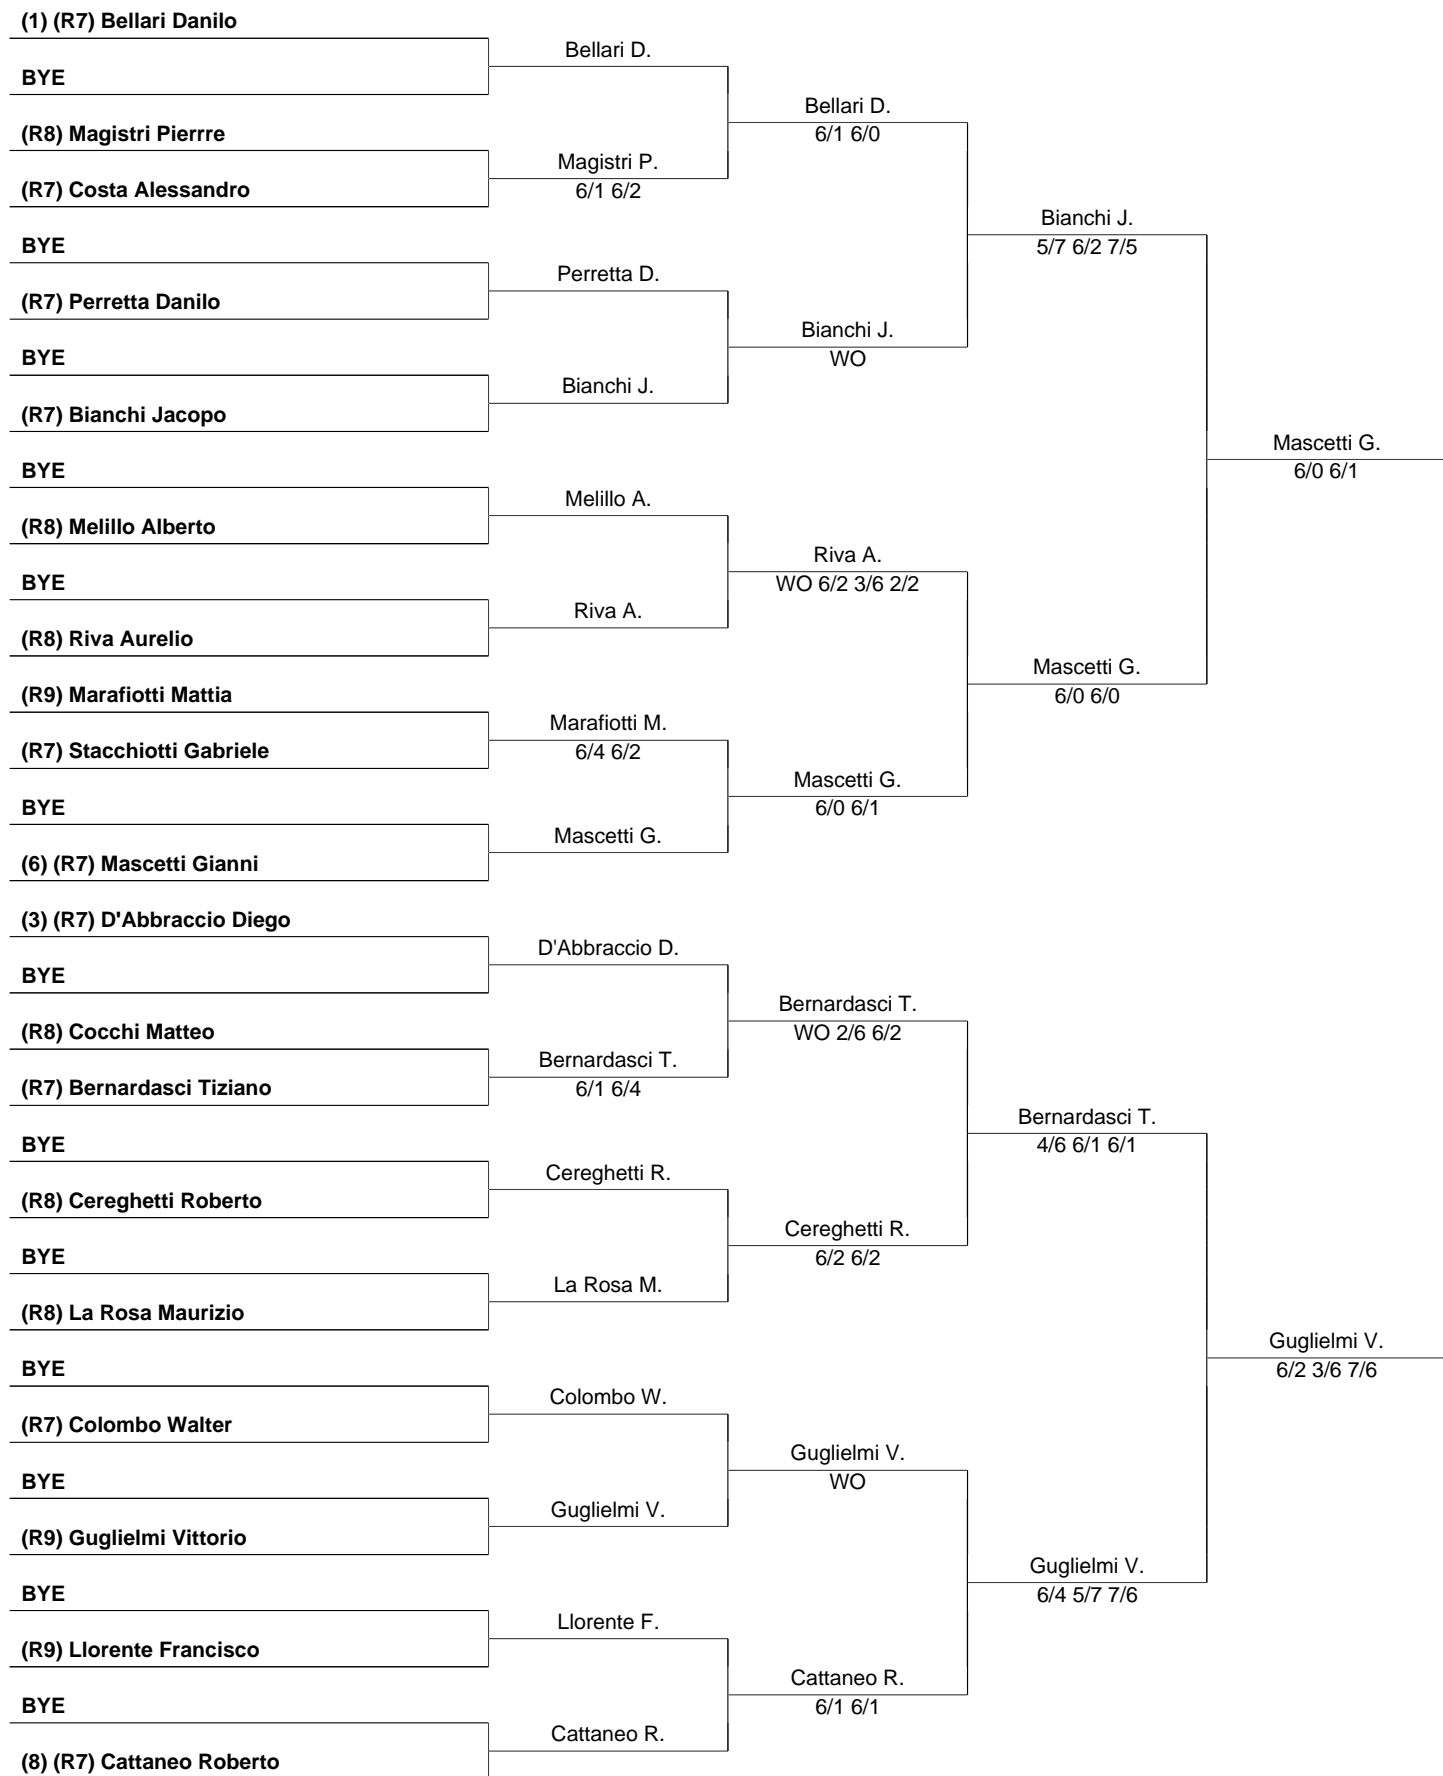 (1) (R7) Bellari Danilo
Bellari D.
BYE
Bellari D.
6/1 6/0
(R8) Magistri Pierrre
Magistri P.
6/1 6/2
(R7) Costa Alessandro
Bianchi J.
5/7 6/2 7/5
BYE
Perretta D.
(R7) Perretta Danilo
Bianchi J.
WO
BYE
Bianchi J.
(R7) Bianchi Jacopo
Mascetti G.
6/0 6/1
BYE
Melillo A.
(R8) Melillo Alberto
Riva A.
WO 6/2 3/6 2/2
BYE
Riva A.
(R8) Riva Aurelio
Mascetti G.
6/0 6/0
(R9) Marafiotti Mattia
Marafiotti M.
6/4 6/2
(R7) Stacchiotti Gabriele
Mascetti G.
6/0 6/1
BYE
Mascetti G.
(6) (R7) Mascetti Gianni
(3) (R7) D'Abbraccio Diego
D'Abbraccio D.
BYE
Bernardasci T.
WO 2/6 6/2
(R8) Cocchi Matteo
Bernardasci T.
6/1 6/4
(R7) Bernardasci Tiziano
Bernardasci T.
4/6 6/1 6/1
BYE
Cereghetti R.
(R8) Cereghetti Roberto
Cereghetti R.
6/2 6/2
BYE
La Rosa M.
(R8) La Rosa Maurizio
Guglielmi V.
6/2 3/6 7/6
BYE
Colombo W.
(R7) Colombo Walter
Guglielmi V.
WO
BYE
Guglielmi V.
(R9) Guglielmi Vittorio
Guglielmi V.
6/4 5/7 7/6
BYE
Llorente F.
(R9) Llorente Francisco
Cattaneo R.
6/1 6/1
BYE
Cattaneo R.
(8) (R7) Cattaneo Roberto